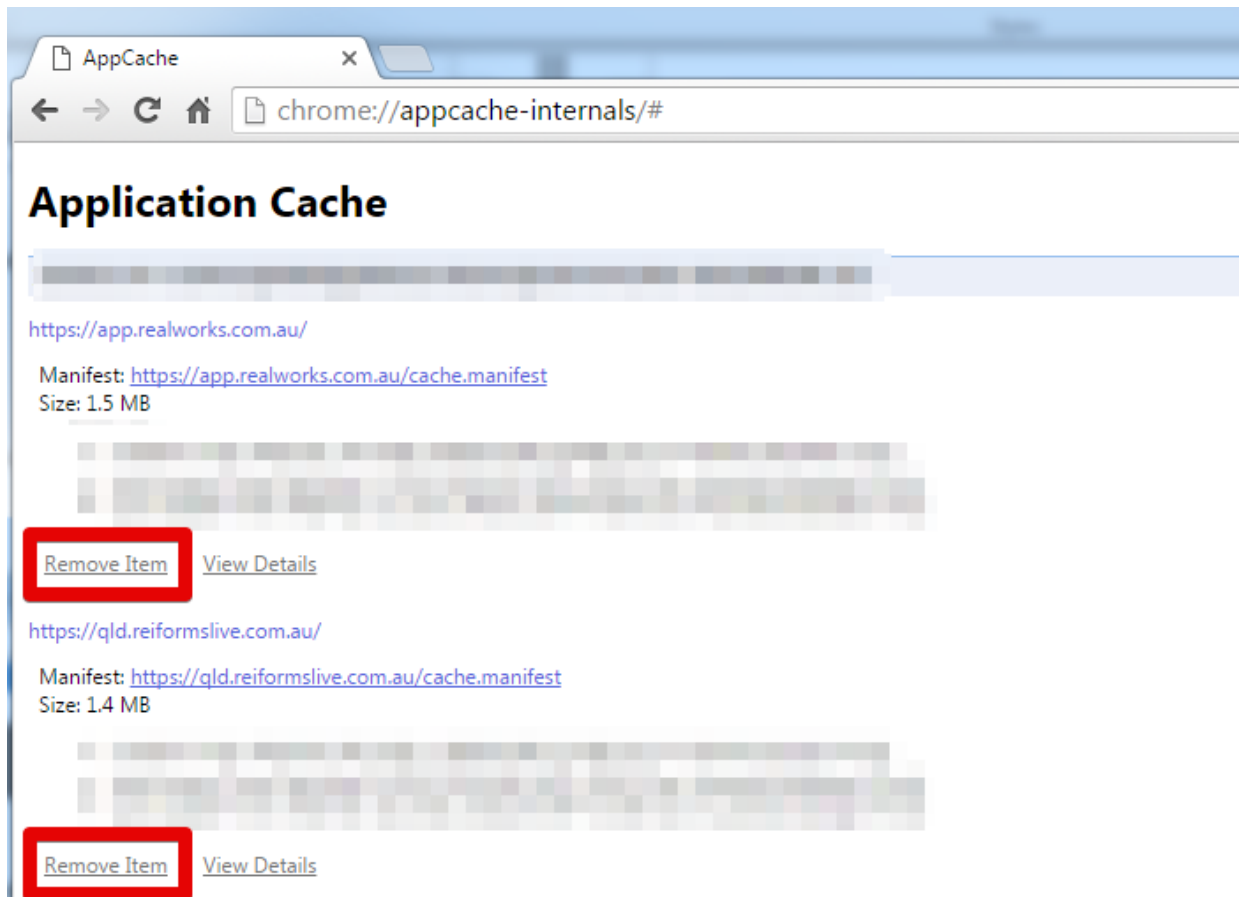 AppCache
chrome://appcache-internals/#
Application Cache
https://app.realworks.com.au/
Manifest: https://app.realworks.com.au/cache.manifest
Size: 1.5 MB
Remove Item View Details
https://qld.reiformslive.com.au/
Manifest: https://qld.reiformslive.com.au/cache.manifest
Size: 1.4 MB
Remove Item View Details